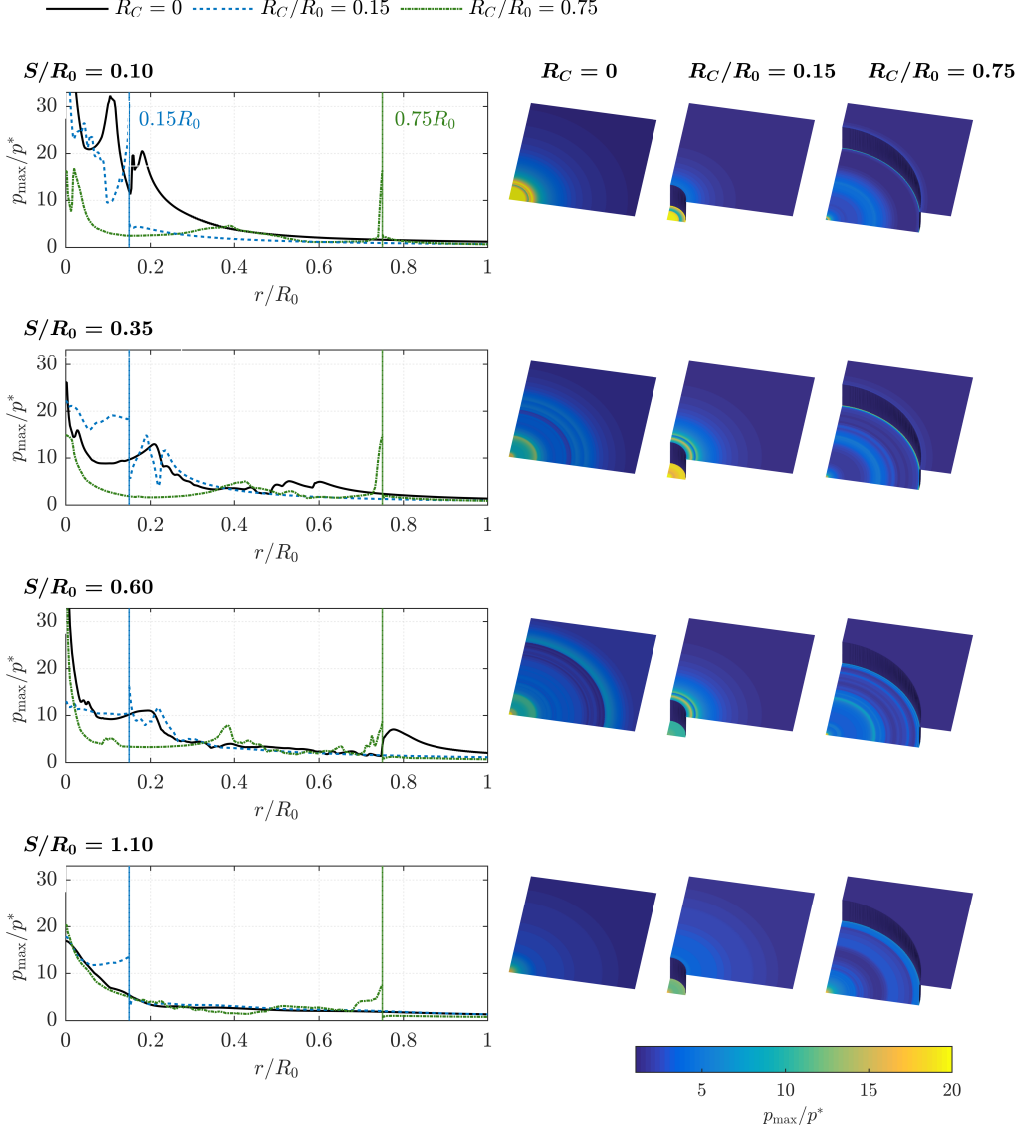 R_C = 0 R_C/R_0 = 0.15 R_C/R_0 = 0.75
S/R_0 = 0.10
R_C = 0 R_C/R_0 = 0.15 R_C/R_0 = 0.75
30
20
10
0
p_max/p*
0.15R_0
0.75R_0
0 0.2 0.4 0.6 0.8 1
r/R_0
S/R_0 = 0.35
30
20
10
0
p_max/p*
0 0.2 0.4 0.6 0.8 1
r/R_0
S/R_0 = 0.60
30
20
10
0
p_max/p*
0 0.2 0.4 0.6 0.8 1
r/R_0
S/R_0 = 1.10
30
20
10
0
p_max/p*
0 0.2 0.4 0.6 0.8 1
r/R_0
5 10 15 20
p_max/p*